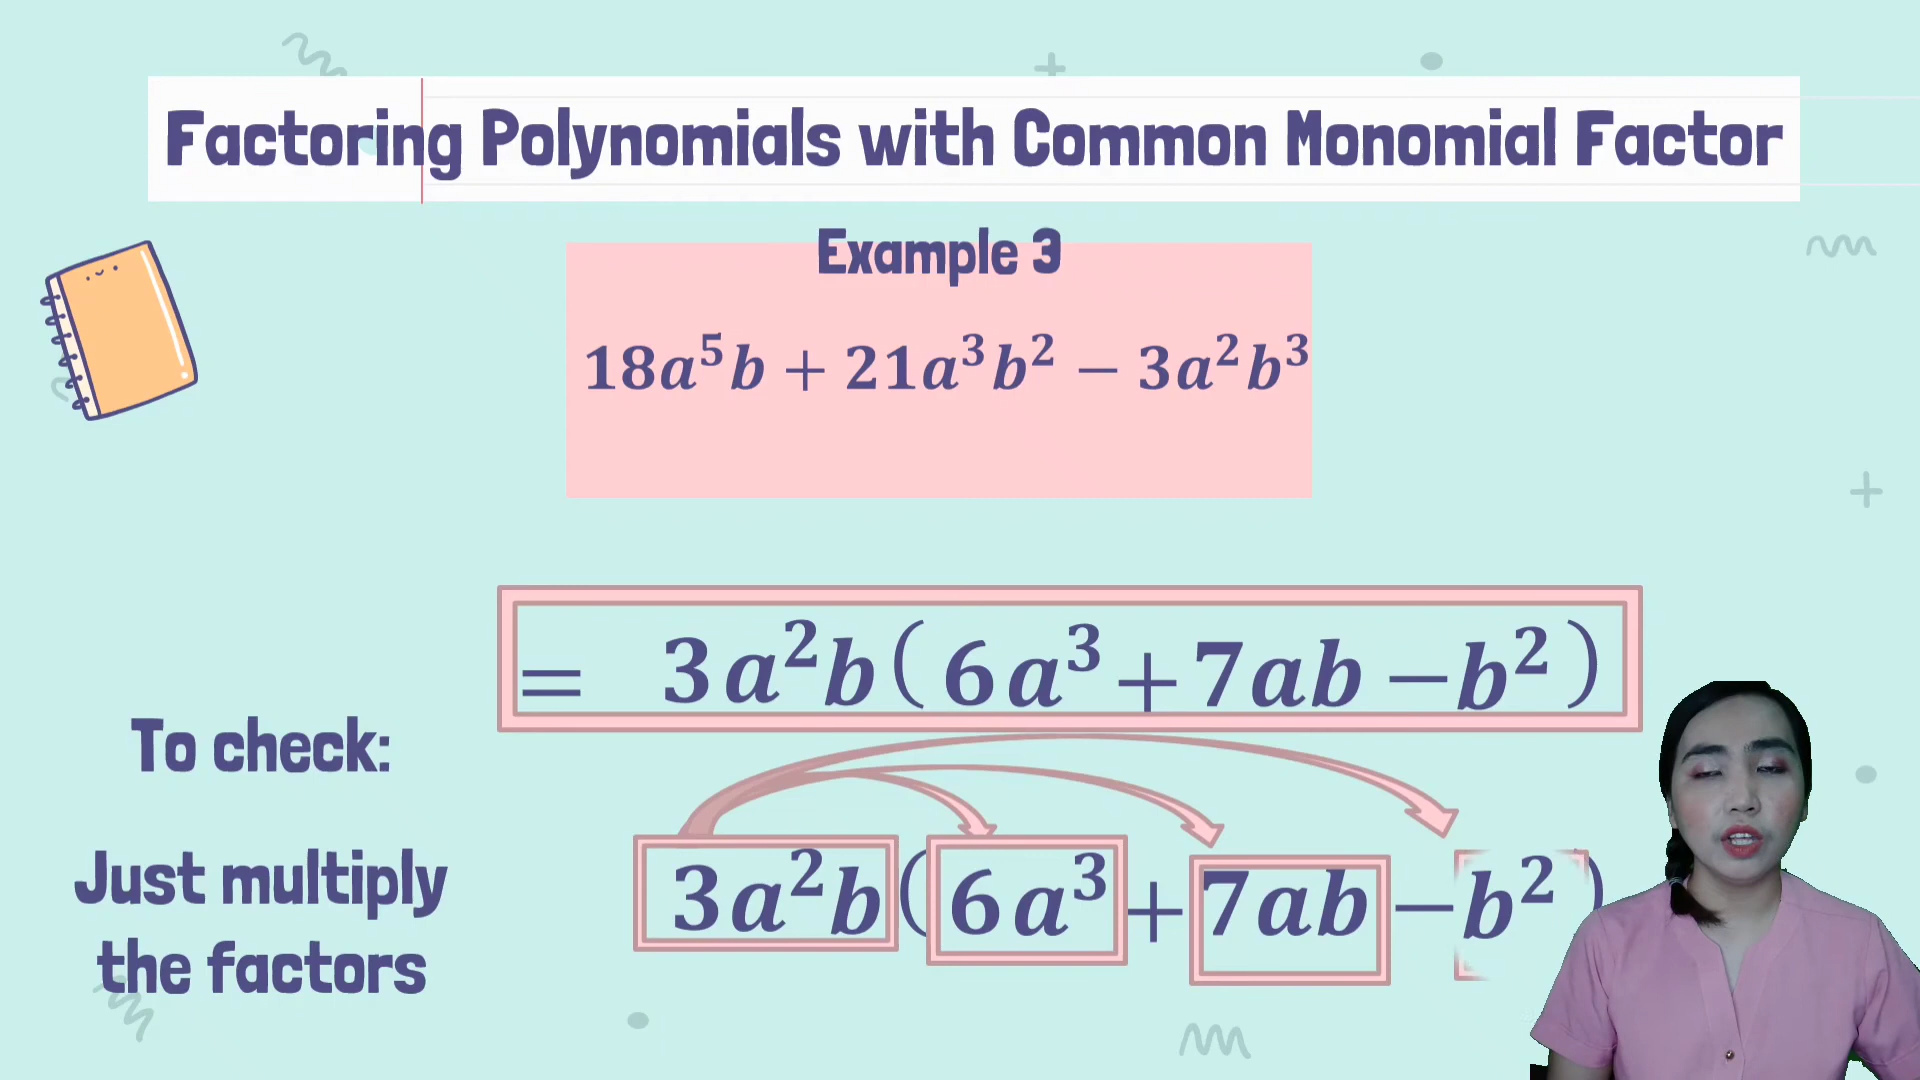 Factoring Polynomials with Common Monomial Factor
Example 3
18a⁵b + 21a³b² − 3a²b³
= 3a²b(6a³+7ab−b²)
To check:
Just multiply
the factors
3a²b(6a³+7ab−b²)